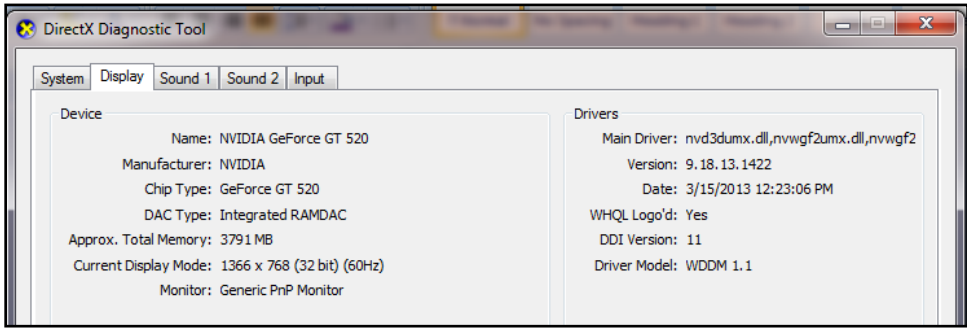 DirectX Diagnostic Tool
System Display Sound 1 Sound 2 Input
Device
Name: NVIDIA GeForce GT 520
Manufacturer: NVIDIA
Chip Type: GeForce GT 520
DAC Type: Integrated RAMDAC
Approx. Total Memory: 3791 MB
Current Display Mode: 1366 x 768 (32 bit) (60Hz)
Monitor: Generic PnP Monitor
Drivers
Main Driver: nvd3dumx.dll,nvwgf2umx.dll,nvwgf2
Version: 9.18.13.1422
Date: 3/15/2013 12:23:06 PM
WHQL Logo'd: Yes
DDI Version: 11
Driver Model: WDDM 1.1